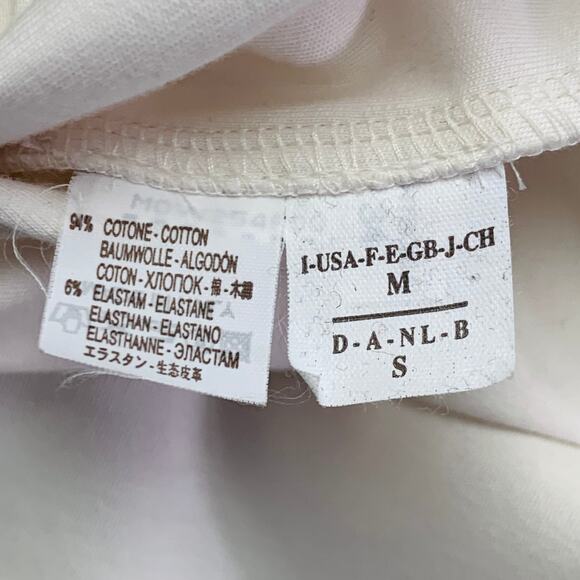 94% COTONE - COTTON
BAUMWOLLE - ALGODÓN
COTON - ХЛОПОК - 棉 - 木綿
6% ELASTAM - ELASTANE
ELASTHAN - ELASTANO
ELASTHANNE - ЭЛАСТАМ
エラスタン - 生态皮革
I-USA-F-E-GB-J-CH
M
D-A-NL-B
S